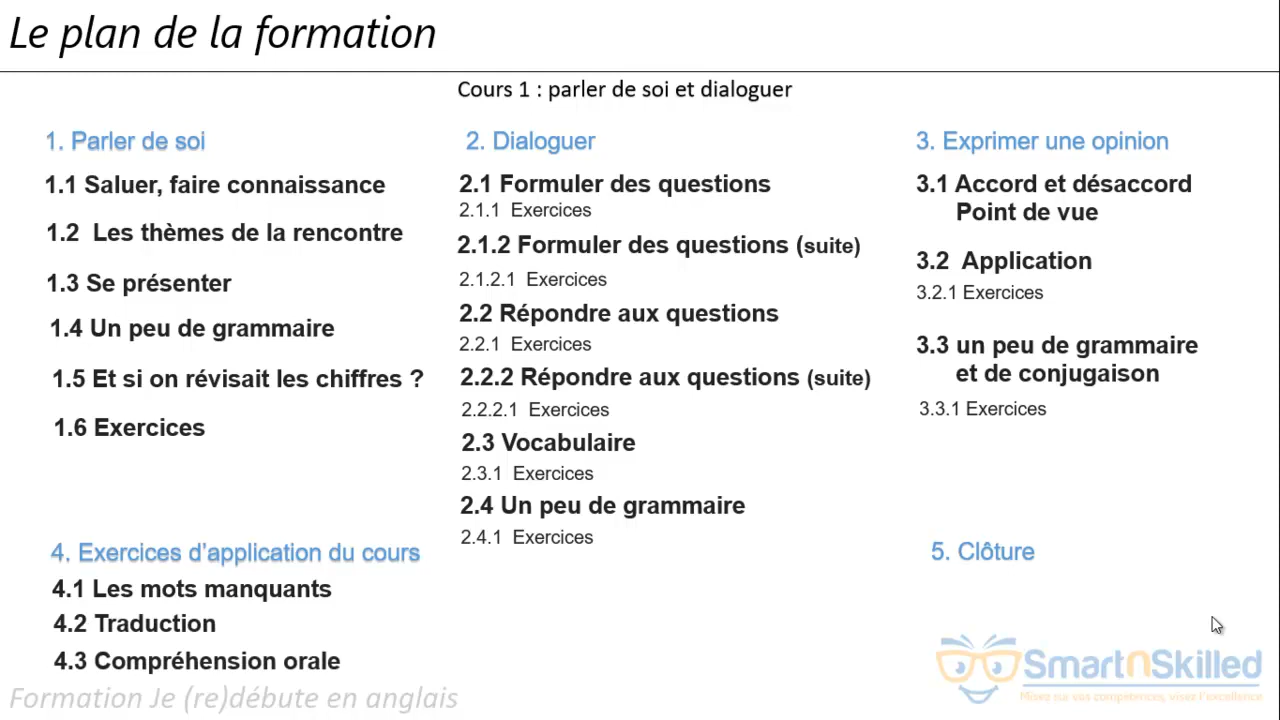 Le plan de la formation
Cours 1 : parler de soi et dialoguer
1. Parler de soi
1.1 Saluer, faire connaissance
1.2 Les thèmes de la rencontre
1.3 Se présenter
1.4 Un peu de grammaire
1.5 Et si on révisait les chiffres ?
1.6 Exercices
2. Dialoguer
2.1 Formuler des questions
2.1.1 Exercices
2.1.2 Formuler des questions (suite)
2.1.2.1 Exercices
2.2 Répondre aux questions
2.2.1 Exercices
2.2.2 Répondre aux questions (suite)
2.2.2.1 Exercices
2.3 Vocabulaire
2.3.1 Exercices
2.4 Un peu de grammaire
2.4.1 Exercices
3. Exprimer une opinion
3.1 Accord et désaccord
Point de vue
3.2 Application
3.2.1 Exercices
3.3 un peu de grammaire
et de conjugaison
3.3.1 Exercices
4. Exercices d’application du cours
4.1 Les mots manquants
4.2 Traduction
4.3 Compréhension orale
5. Clôture
Formation Je (re)débute en anglais
SmartnSkilled
Misez sur vos compétences, visez l'excellence